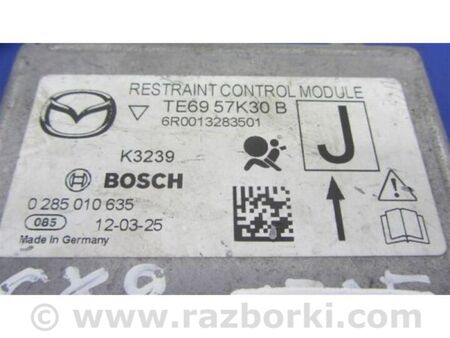 RESTRAINT CONTROL MODULE
TE69 57K30 B
6R0013283501
J
K3239
BOSCH
0 285 010 635
085 12-03-25
Made in Germany
www.razborki.com